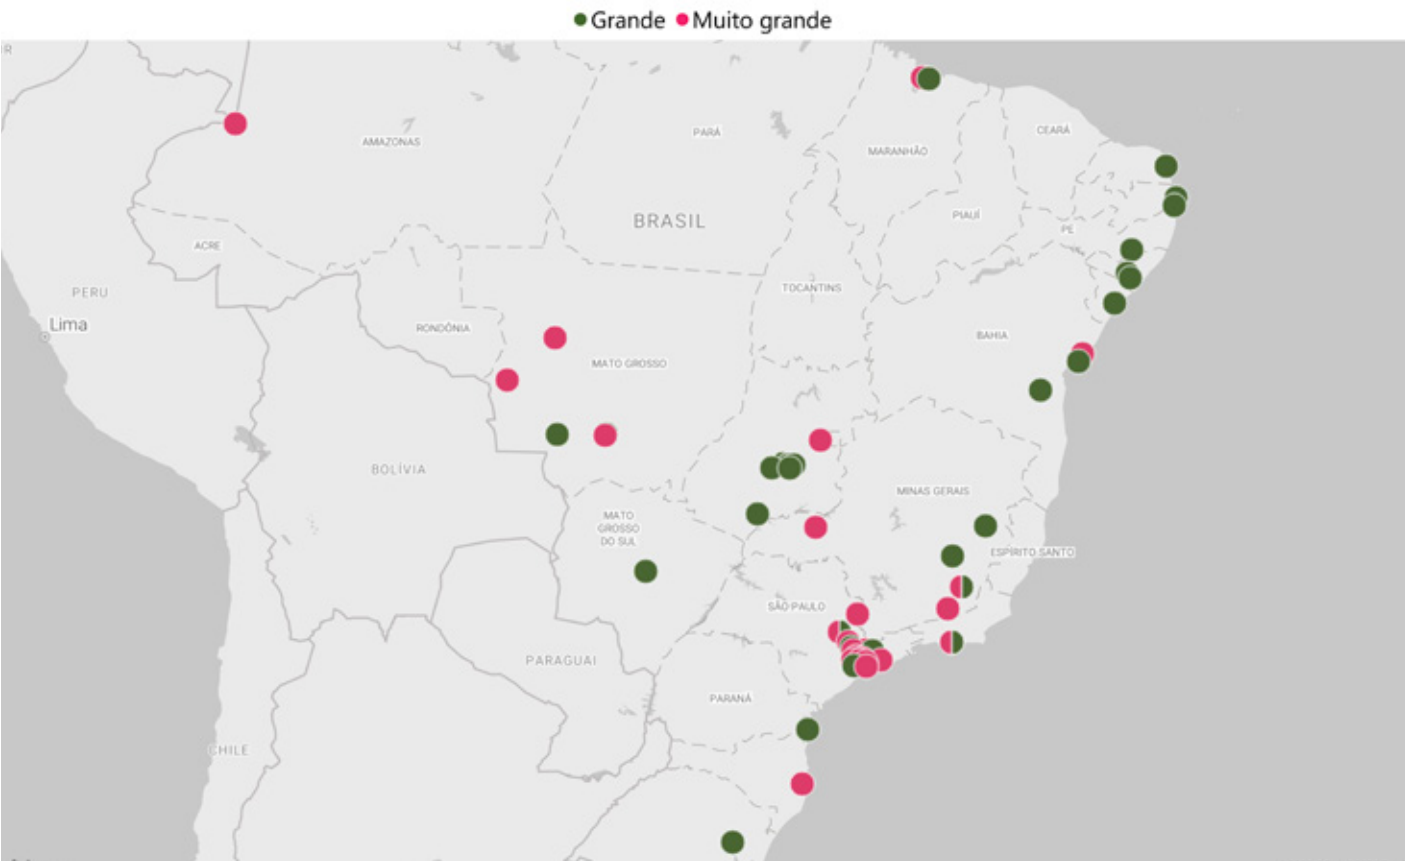 Grande Muito grande
R
AMAZONAS
PARÁ
MARANHÃO
CEARÁ
BRASIL
PIAUÍ
PE
ACRE
PERU
TOCANTINS
Lima
RONDÔNIA
BAHIA
MATO GROSSO
BOLÍVIA
MINAS GERAIS
MATO
GROSSO
DO SUL
ESPÍRITO SANTO
SÃO PAULO
PARAGUAI
PARANÁ
CHILE